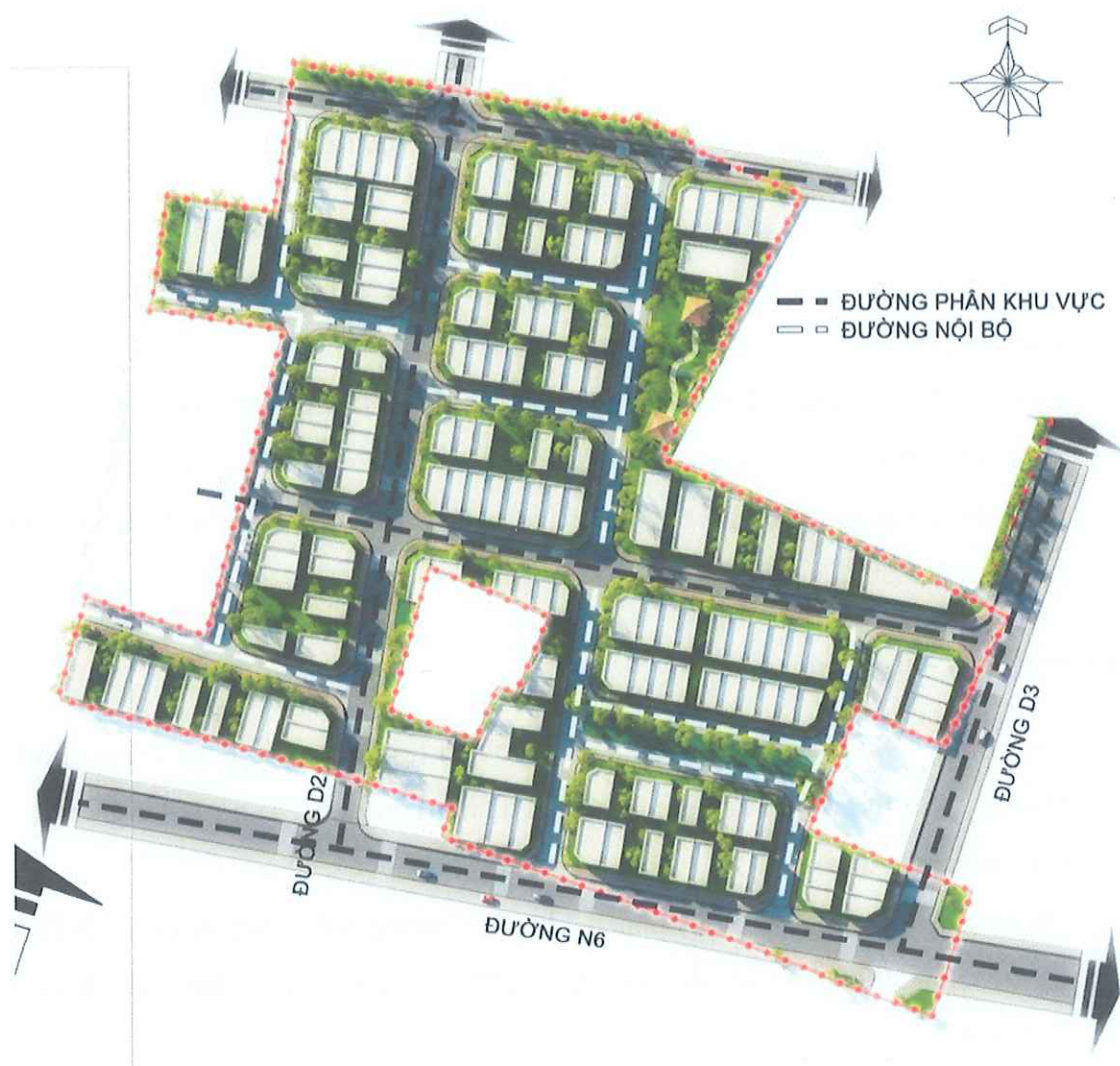 ĐƯỜNG PHÂN KHU VỰC
ĐƯỜNG NỘI BỘ
ĐƯỜNG D3
ĐƯỜNG D2
ĐƯỜNG N6